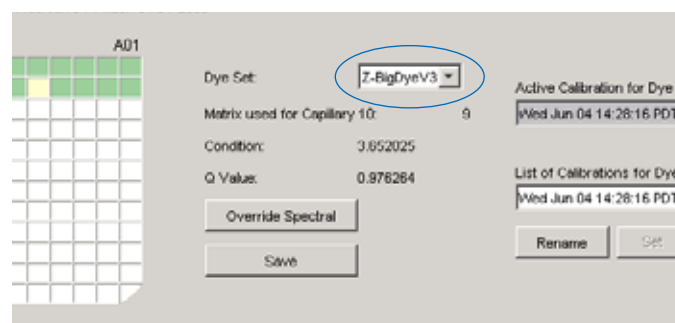 A01
Dye Set:
Z-BigDyeV3
Matrix used for Capillary 10:
9
Condition:
3.652025
Q Value:
0.976264
Override Spectral
Save
Active Calibration for Dye
Wed Jun 04 14:28:16 PDT
List of Calibrations for Dye
Wed Jun 04 14:28:16 PDT
Rename
Set